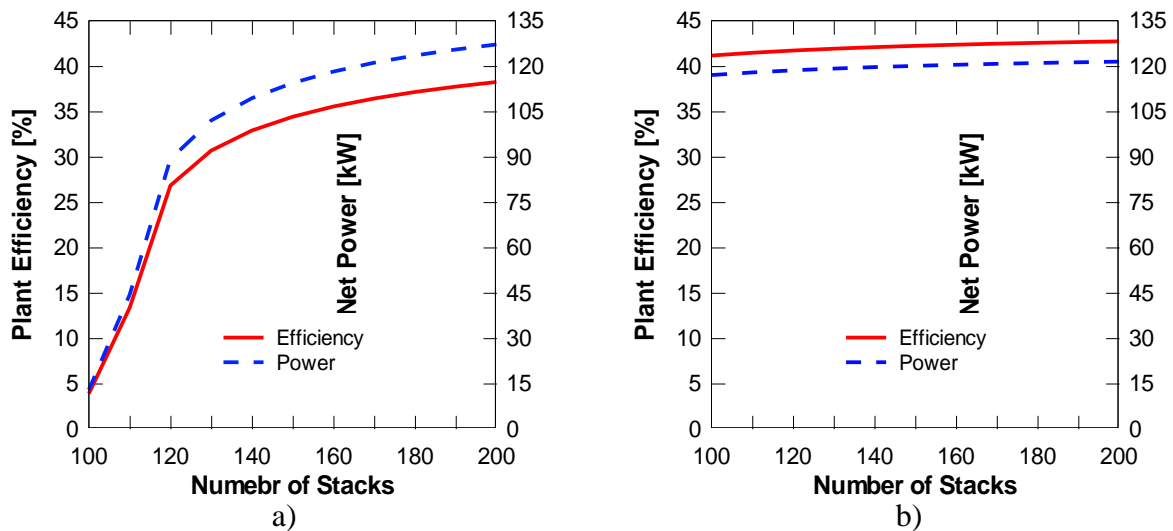 Plant Efficiency [%]
45
40
35
30
25
20
15
10
5
0
135
120
105
90
75
60
45
30
15
0
Net Power [kW]
Efficiency
Power
100 120 140 160 180 200
Numebr of Stacks
a)
Plant Efficiency [%]
45
40
35
30
25
20
15
10
5
0
135
120
105
90
75
60
45
30
15
0
Net Power [kW]
Efficiency
Power
100 120 140 160 180 200
Number of Stacks
b)